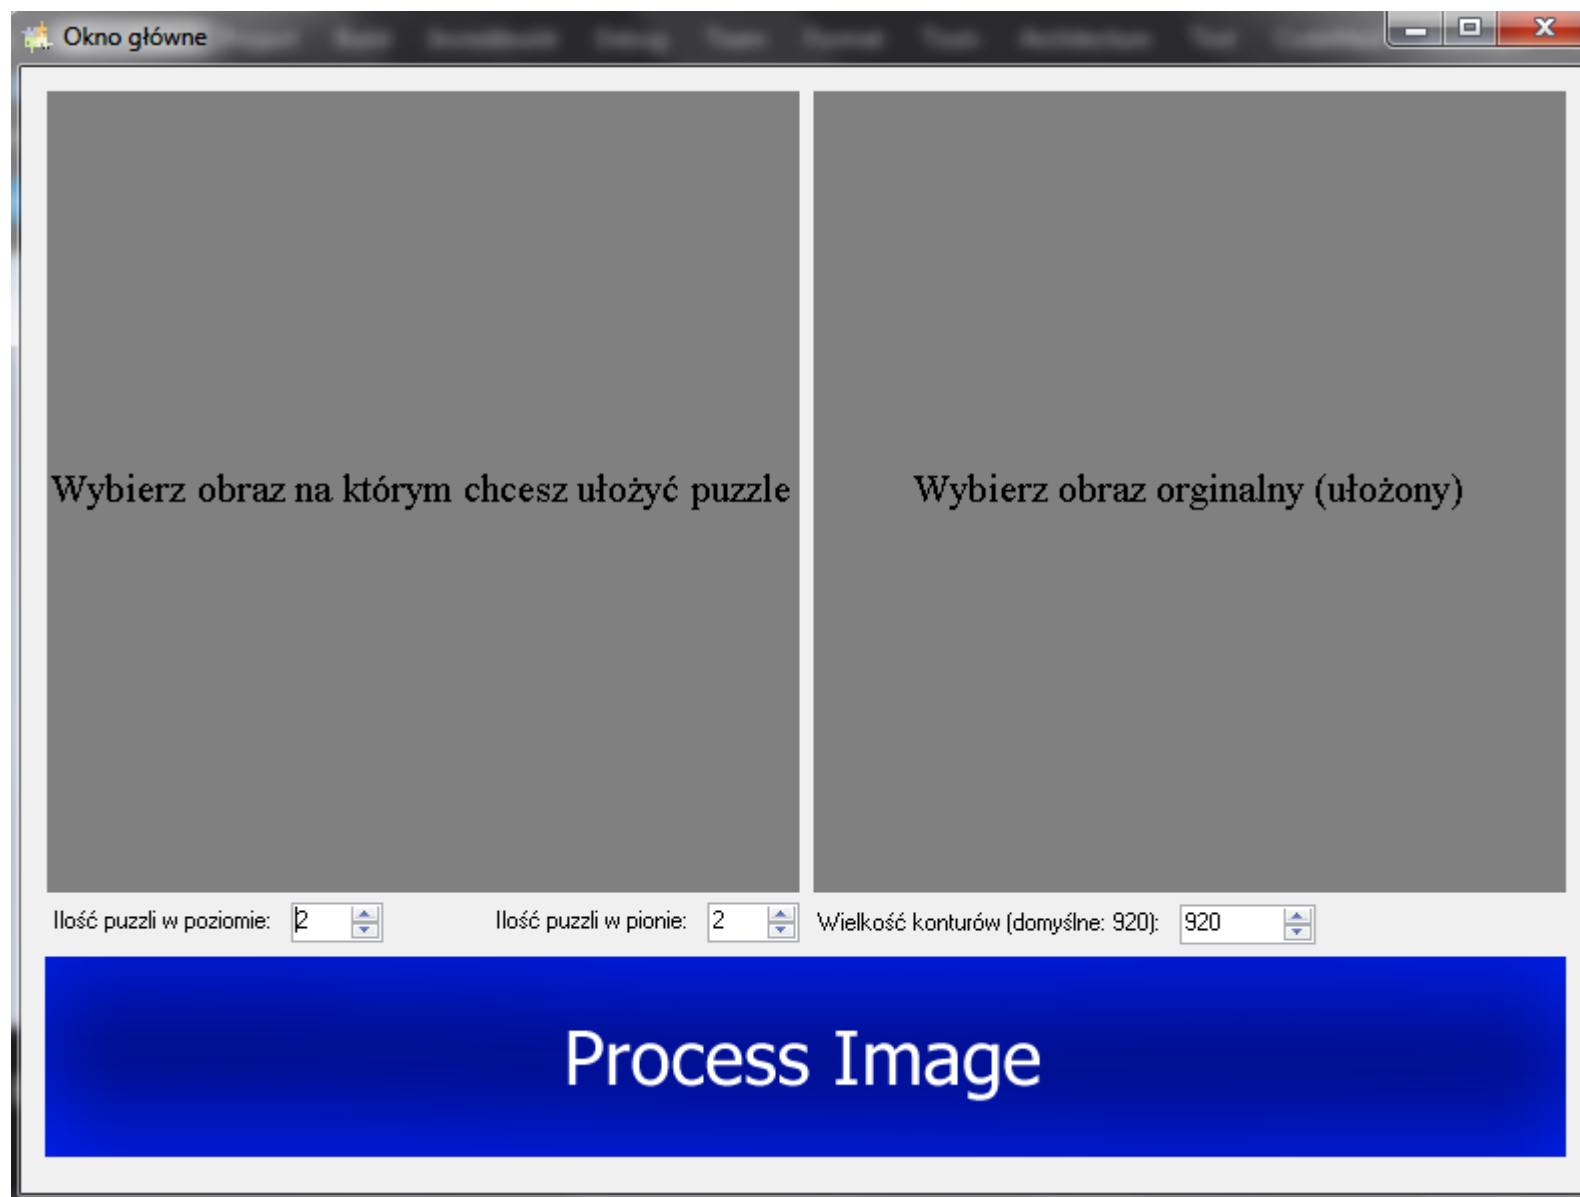 Okno główne
Wybierz obraz na którym chcesz ułożyć puzzle
Wybierz obraz orginalny (ułożony)
Ilość puzzli w poziomie: 2
Ilość puzzli w pionie: 2
Wielkość konturów (domyślne: 920): 920
Process Image